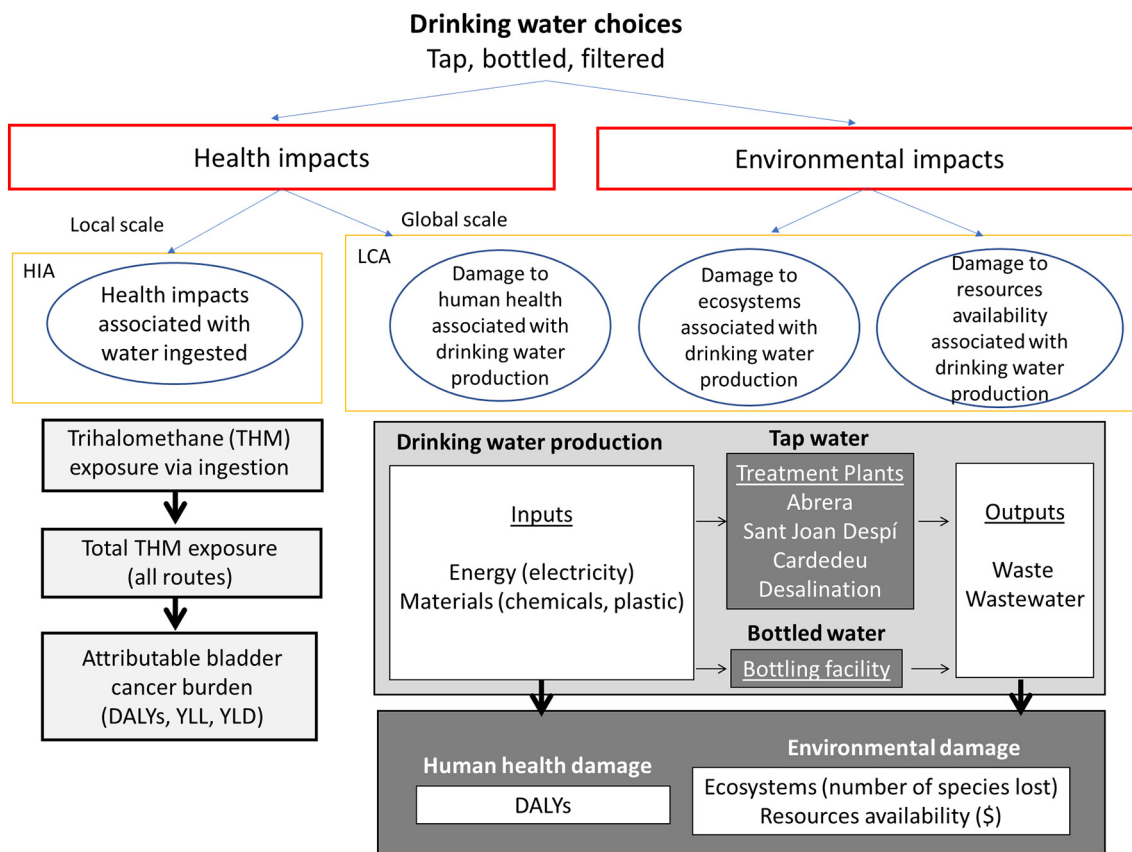 Drinking water choices
Tap, bottled, filtered
Health impacts
Environmental impacts
Local scale
Global scale
HIA
Health impacts
associated with
water ingested
LCA
Damage to
human health
associated with
drinking water
production
Damage to
ecosystems
associated with
drinking water
production
Damage to
resources
availability
associated with
drinking water
production
Trihalomethane (THM)
exposure via ingestion
Total THM exposure
(all routes)
Attributable bladder
cancer burden
(DALYs, YLL, YLD)
Drinking water production
Inputs
Energy (electricity)
Materials (chemicals, plastic)
Tap water
Treatment Plants
Abrera
Sant Joan Despí
Cardedeu
Desalination
Bottled water
Bottling facility
Outputs
Waste
Wastewater
Human health damage
DALYs
Environmental damage
Ecosystems (number of species lost)
Resources availability ($)